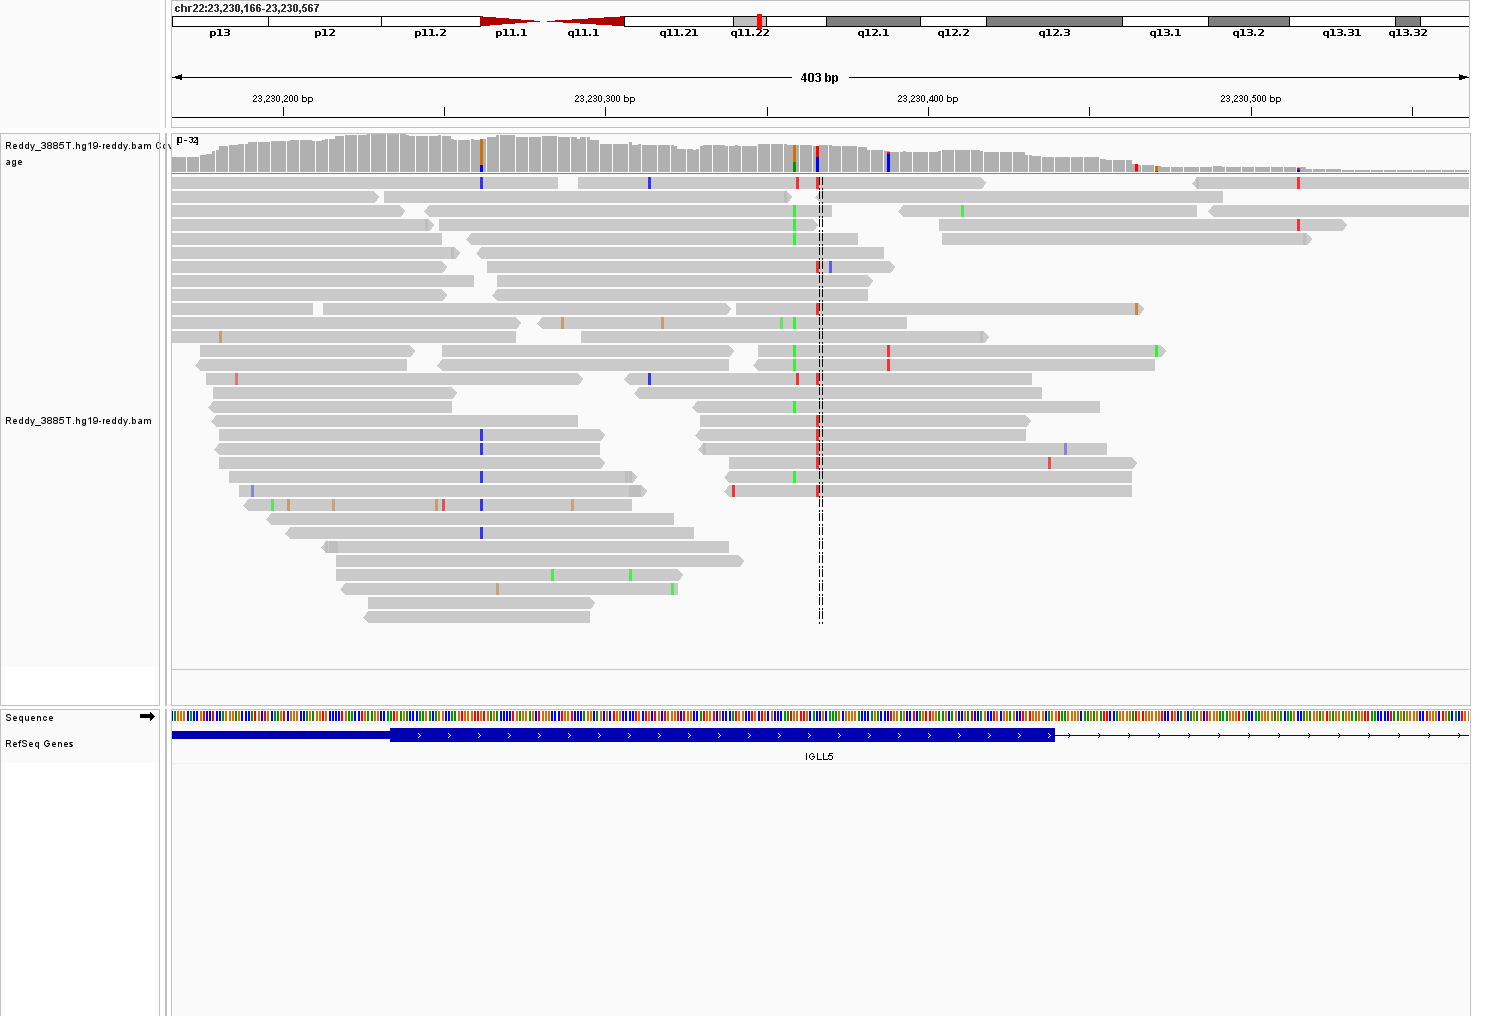 chr22:23,230,166-23,230,567
p13 p12 p11.2 p11.1 q11.1 q11.21 q11.22 q12.1 q12.2 q12.3 q13.1 q13.2 q13.31 q13.32
403 bp
23,230,200 bp 23,230,300 bp 23,230,400 bp 23,230,500 bp
[0-32]
Reddy_3885T.hg19-reddy.bam Cov
age
Reddy_3885T.hg19-reddy.bam
Sequence
RefSeq Genes
IGLL5